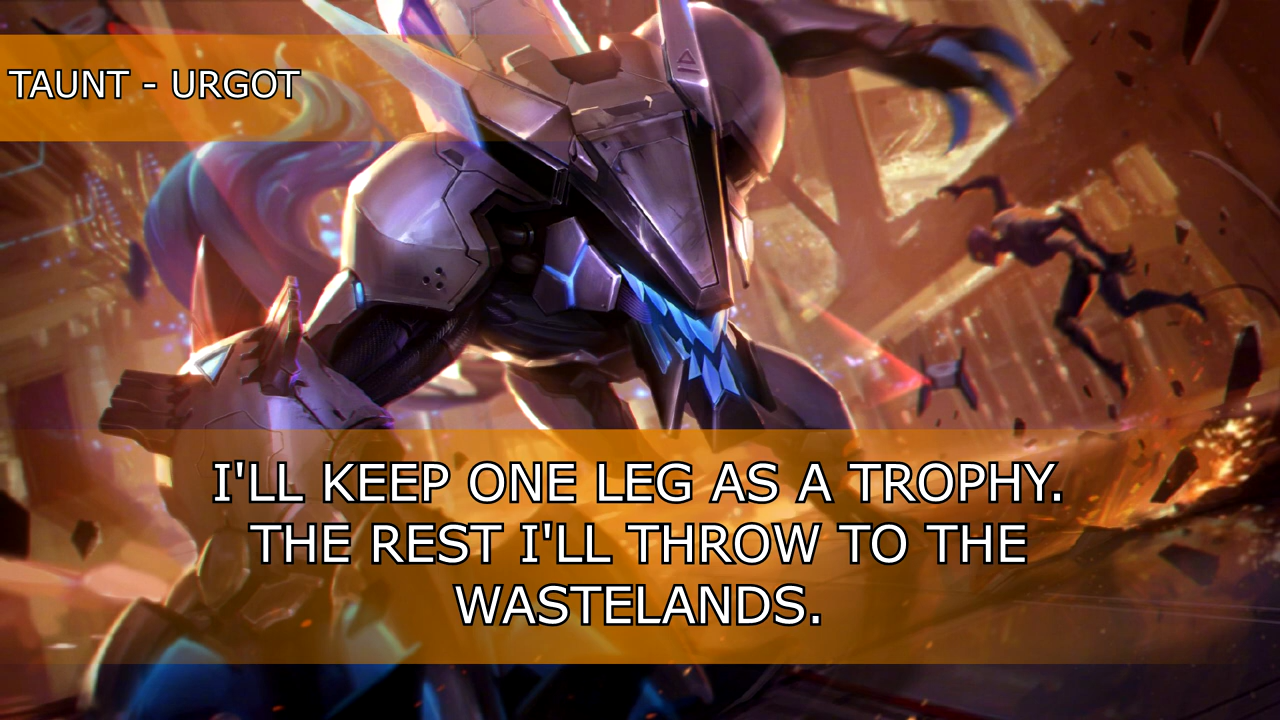 TAUNT - URGOT
I'LL KEEP ONE LEG AS A TROPHY.
THE REST I'LL THROW TO THE
WASTELANDS.